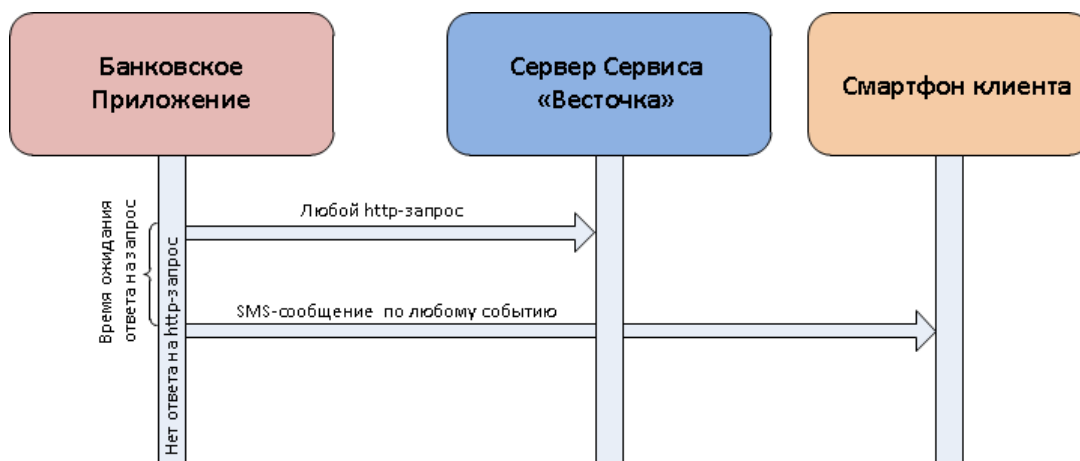 Банковское
Приложение
Сервер Сервиса
«Весточка»
Смартфон клиента
Любой http-запрос
Время ожидания
ответа на запрос
Нет ответа на http-запрос
SMS-сообщение по любому событию